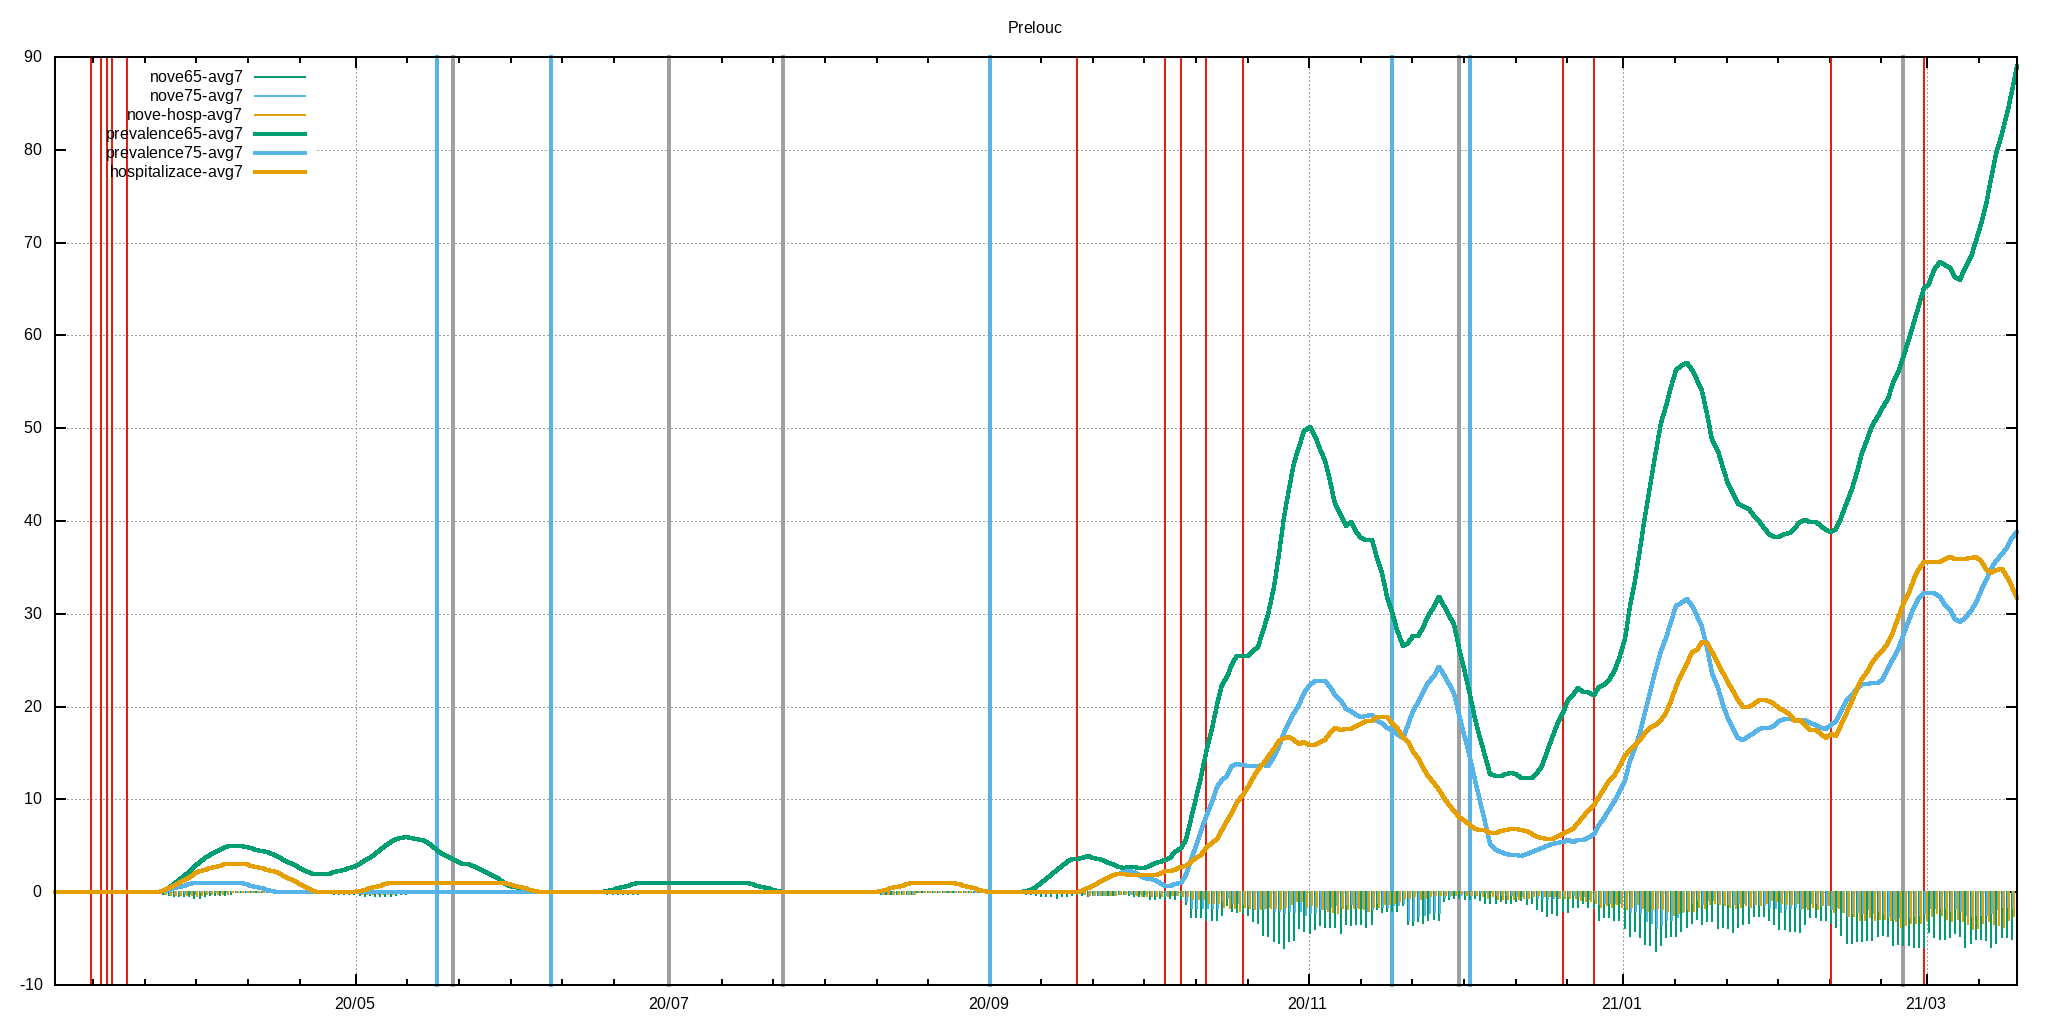 Prelouc
90
80
70
60
50
40
30
20
10
0
-10
nove65-avg7
nove75-avg7
nove-hosp-avg7
prevalence65-avg7
prevalence75-avg7
hospitalizace-avg7
20/05 20/07 20/09 20/11 21/01 21/03